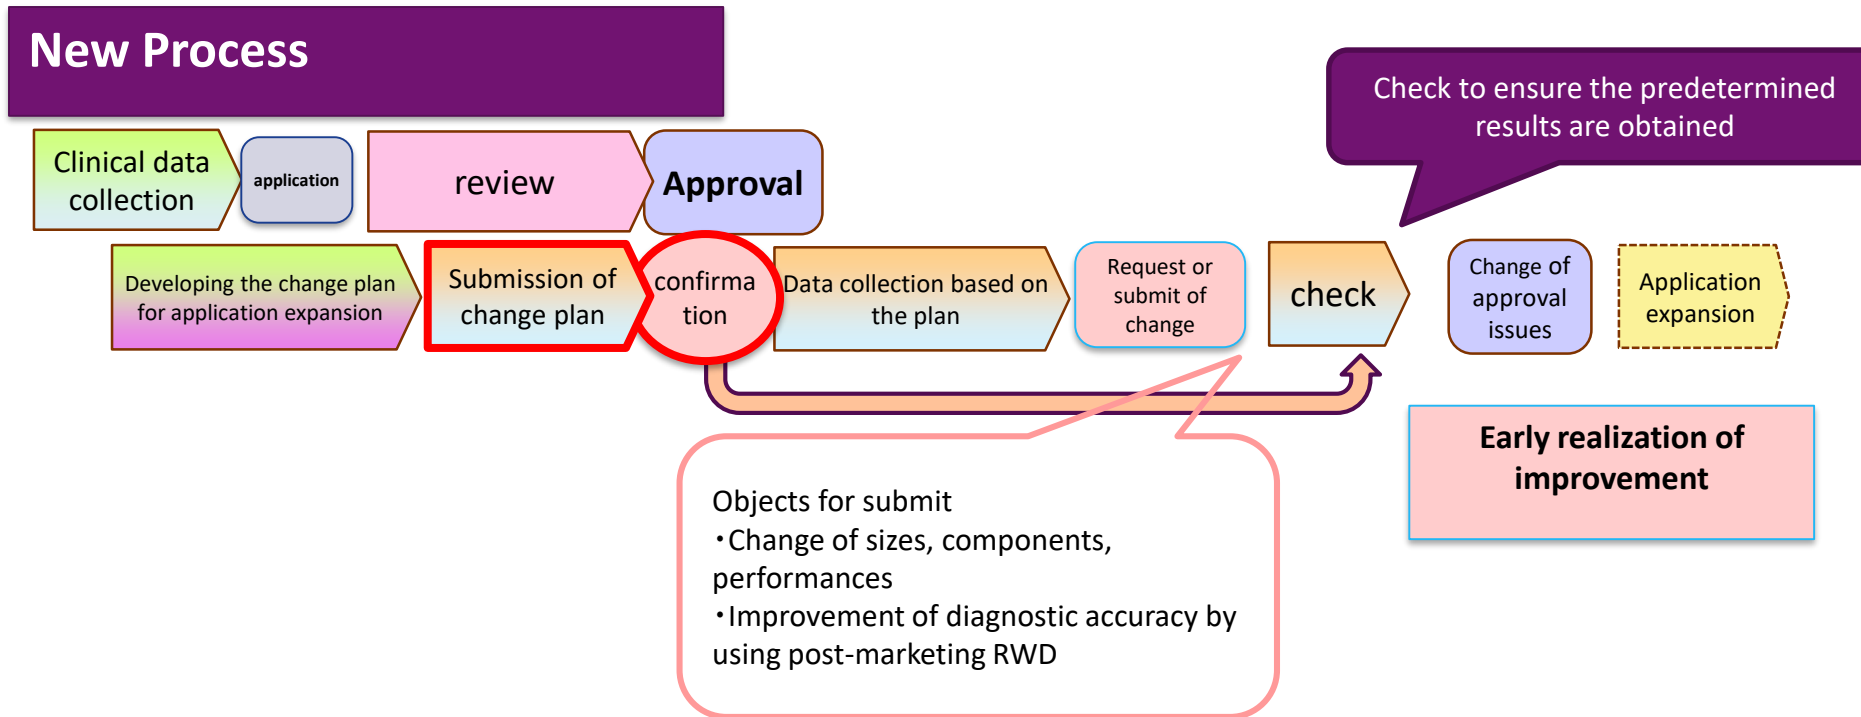 New Process
Check to ensure the predetermined
results are obtained
Clinical data
collection
application
review
Approval
Developing the change plan
for application expansion
Submission of
change plan
confirma
tion
Data collection based on
the plan
Request or
submit of
change
check
Change of
approval
issues
Application
expansion
Early realization of
improvement
Objects for submit
・Change of sizes, components,
performances
・Improvement of diagnostic accuracy by
using post-marketing RWD